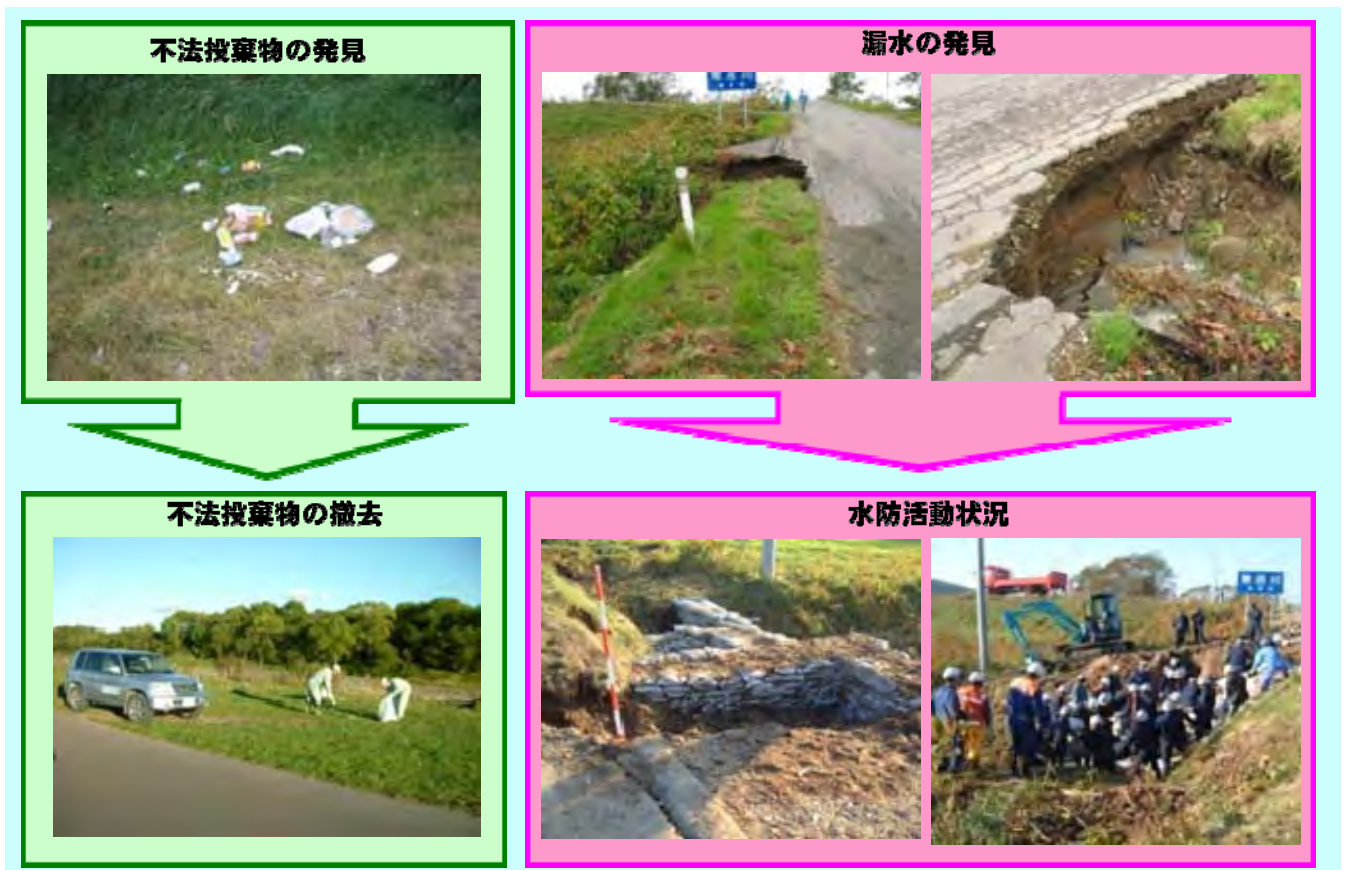 不法投棄物の発見
漏水の発見
不法投棄物の撤去
水防活動状況